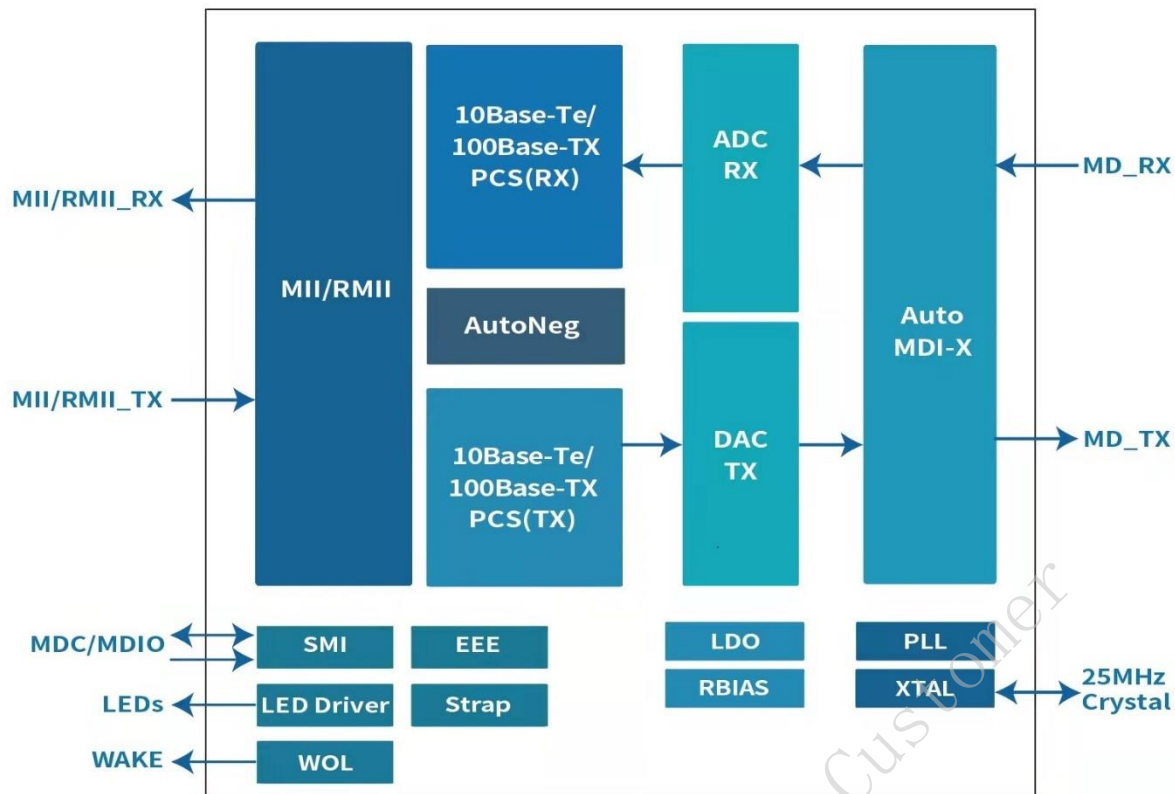 10Base-Te/
100Base-TX
PCS(RX)
ADC
RX
MD_RX
MII/RMII_RX
MII/RMII
AutoNeg
Auto
MDI-X
MII/RMII_TX
10Base-Te/
100Base-TX
PCS(TX)
DAC
TX
MD_TX
MDC/MDIO
SMI
EEE
LDO
PLL
LEDs
LED Driver
Strap
RBIAS
XTAL
25MHz
Crystal
WAKE
WOL
Customer